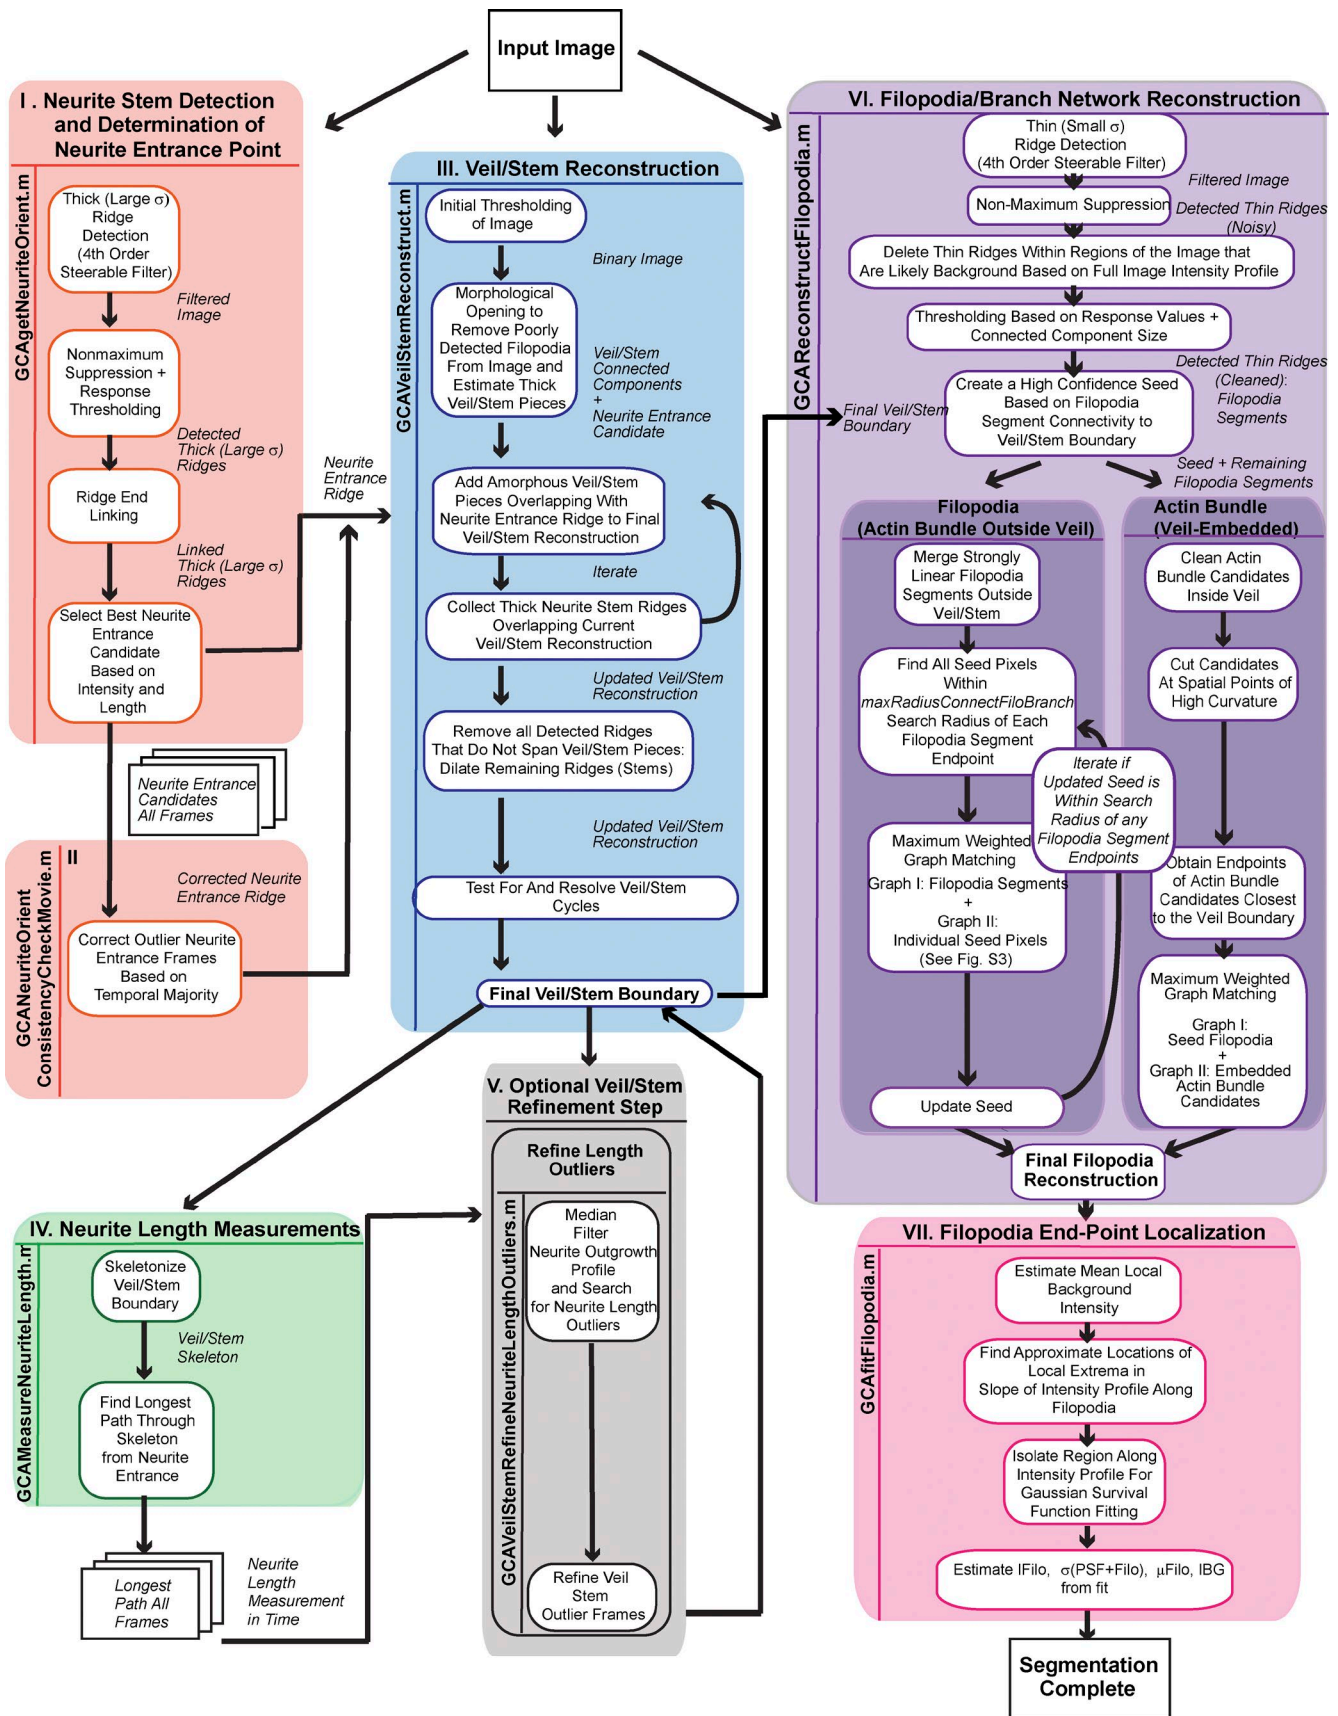 Input Image
I . Neurite Stem Detection
and Determination of
Neurite Entrance Point
GCAgetNeuriteOrient.m
Thick (Large σ)
Ridge
Detection
(4th Order
Steerable Filter)
Filtered
Image
Nonmaximum
Suppression +
Response
Thresholding
Detected
Thick (Large σ)
Ridges
Ridge End
Linking
Linked
Thick (Large σ)
Ridges
Select Best Neurite
Entrance
Candidate
Based on
Intensity and
Length
Neurite
Entrance
Ridge
Neurite Entrance
Candidates
All Frames
II
GCANeuriteOrient
ConsistencyCheckMovie.m
Corrected Neurite
Entrance Ridge
Correct Outlier Neurite
Entrance Frames
Based on
Temporal Majority
III. Veil/Stem Reconstruction
GCAVeilStemReconstruct.m
Initial Thresholding
of Image
Binary Image
Morphological
Opening to
Remove Poorly
Detected Filopodia
From Image and
Estimate Thick
Veil/Stem Pieces
Veil/Stem
Connected
Components
+
Neurite Entrance
Candidate
Add Amorphous Veil/Stem
Pieces Overlapping With
Neurite Entrance Ridge to Final
Veil/Stem Reconstruction
Iterate
Collect Thick Neurite Stem Ridges
Overlapping Current
Veil/Stem Reconstruction
Updated Veil/Stem
Reconstruction
Remove all Detected Ridges
That Do Not Span Veil/Stem Pieces:
Dilate Remaining Ridges (Stems)
Updated Veil/Stem
Reconstruction
Test For And Resolve Veil/Stem
Cycles
Final Veil/Stem Boundary
IV. Neurite Length Measurements
GCAMeasureNeuriteLength.m
Skeletonize
Veil/Stem
Boundary
Veil/Stem
Skeleton
Find Longest
Path Through
Skeleton
from Neurite
Entrance
Longest
Path All
Frames
Neurite
Length
Measurement
in Time
V. Optional Veil/Stem
Refinement Step
Refine Length
Outliers
GCAVeilStemRefineNeuriteLengthOutliers.m
Median
Filter
Neurite Outgrowth
Profile
and Search
for Neurite Length
Outliers
Refine Veil
Stem
Outlier Frames
VI. Filopodia/Branch Network Reconstruction
GCAReconstructFilopodia.m
Thin (Small σ)
Ridge Detection
(4th Order Steerable Filter)
Filtered Image
Non-Maximum Suppression
Detected Thin Ridges
(Noisy)
Delete Thin Ridges Within Regions of the Image that
Are Likely Background Based on Full Image Intensity Profile
Thresholding Based on Response Values +
Connected Component Size
Detected Thin Ridges
(Cleaned):
Filopodia
Segments
Final Veil/Stem
Boundary
Create a High Confidence Seed
Based on Filopodia
Segment Connectivity to
Veil/Stem Boundary
Seed + Remaining
Filopodia Segments
Filopodia
(Actin Bundle Outside Veil)
Merge Strongly
Linear Filopodia
Segments Outside
Veil/Stem
Find All Seed Pixels
Within
maxRadiusConnectFiloBranch
Search Radius of Each
Filopodia Segment
Endpoint
Iterate if
Updated Seed is
Within Search
Radius of any
Filopodia Segment
Endpoints
Maximum Weighted
Graph Matching
Graph I: Filopodia Segments
+
Graph II:
Individual Seed Pixels
(See Fig. S3)
Update Seed
Actin Bundle
(Veil-Embedded)
Clean Actin
Bundle Candidates
Inside Veil
Cut Candidates
At Spatial Points of
High Curvature
Obtain Endpoints
of Actin Bundle
Candidates Closest
to the Veil Boundary
Maximum Weighted
Graph Matching
Graph I:
Seed Filopodia
+
Graph II: Embedded
Actin Bundle
Candidates
Final Filopodia
Reconstruction
VII. Filopodia End-Point Localization
GCAfitFilopodia.m
Estimate Mean Local
Background
Intensity
Find Approximate Locations of
Local Extrema in
Slope of Intensity Profile Along
Filopodia
Isolate Region Along
Intensity Profile For
Gaussian Survival
Function Fitting
Estimate IFilo, σ(PSF+Filo), μFilo, IBG
from fit
Segmentation
Complete